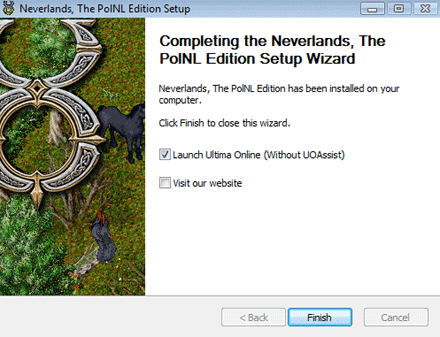 Neverlands, The PolNL Edition Setup
Completing the Neverlands, The
PolNL Edition Setup Wizard
Neverlands, The PolNL Edition has been installed on your
computer.
Click Finish to close this wizard.
Launch Ultima Online (Without UOAssist)
Visit our website
< Back
Finish
Cancel